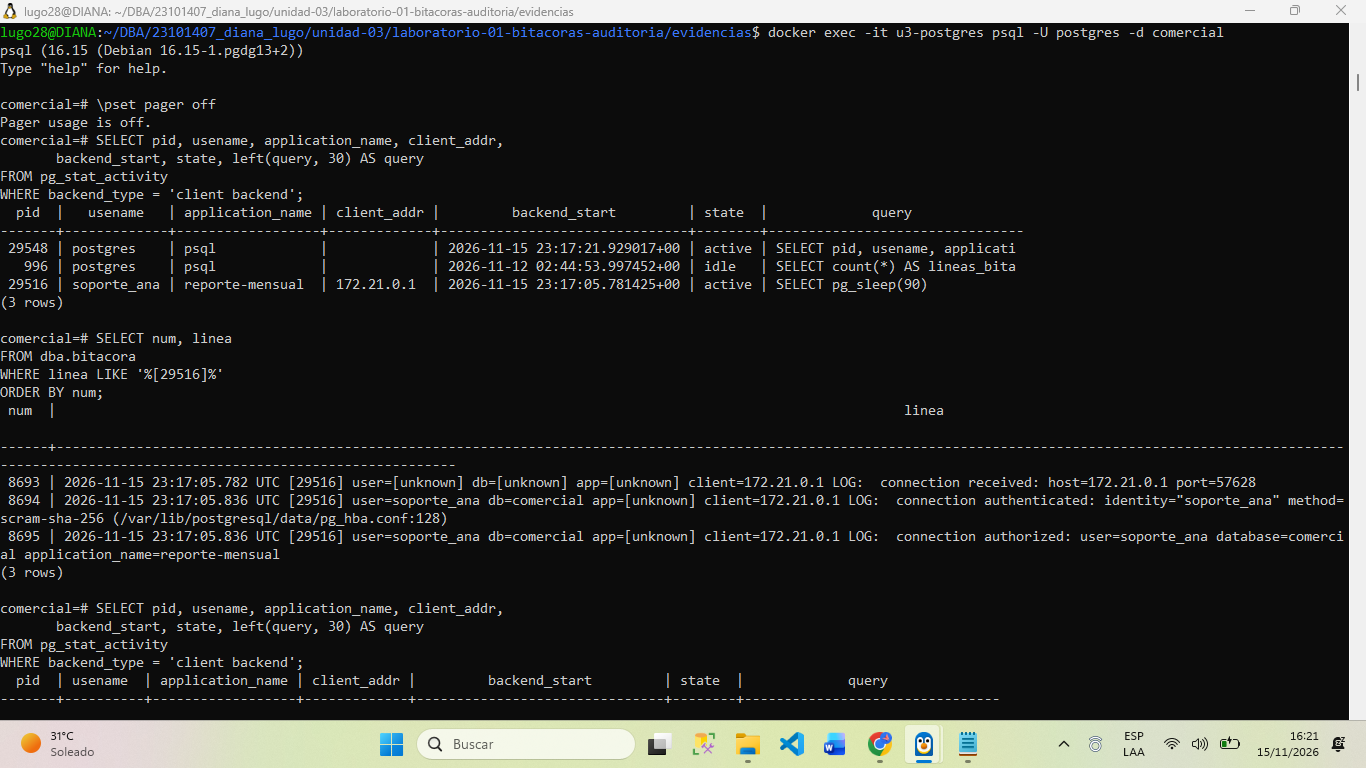 lugo28@DIANA: ~/DBA/23101407_diana_lugo/unidad-03/laboratorio-01-bitacoras-auditoria/evidencias
lugo28@DIANA:~/DBA/23101407_diana_lugo/unidad-03/laboratorio-01-bitacoras-auditoria/evidencias$ docker exec -it u3-postgres psql -U postgres -d comercial
psql (16.15 (Debian 16.15-1.pgdg13+2))
Type "help" for help.
comercial=# \pset pager off
Pager usage is off.
comercial=# SELECT pid, usename, application_name, client_addr,
       backend_start, state, left(query, 30) AS query
FROM pg_stat_activity
WHERE backend_type = 'client backend';
  pid  |   usename   | application_name | client_addr |         backend_start         | state  |             query
-------+-------------+------------------+-------------+-------------------------------+--------+--------------------------------
 29548 | postgres    | psql             |             | 2026-11-15 23:17:21.929017+00 | active | SELECT pid, usename, applicati
   996 | postgres    | psql             |             | 2026-11-12 02:44:53.997452+00 | idle   | SELECT count(*) AS lineas_bita
 29516 | soporte_ana | reporte-mensual  | 172.21.0.1  | 2026-11-15 23:17:05.781425+00 | active | SELECT pg_sleep(90)
(3 rows)
comercial=# SELECT num, linea
FROM dba.bitacora
WHERE linea LIKE '%[29516]%'
ORDER BY num;
 num  |                                                                                                         linea
------+-----------------------------------------------------------------------------------------------------------------------------------------------------------------
---------------------------------------------------------
 8693 | 2026-11-15 23:17:05.782 UTC [29516] user=[unknown] db=[unknown] app=[unknown] client=172.21.0.1 LOG:  connection received: host=172.21.0.1 port=57628
 8694 | 2026-11-15 23:17:05.836 UTC [29516] user=soporte_ana db=comercial app=[unknown] client=172.21.0.1 LOG:  connection authenticated: identity="soporte_ana" method=
scram-sha-256 (/var/lib/postgresql/data/pg_hba.conf:128)
 8695 | 2026-11-15 23:17:05.836 UTC [29516] user=soporte_ana db=comercial app=[unknown] client=172.21.0.1 LOG:  connection authorized: user=soporte_ana database=comerci
al application_name=reporte-mensual
(3 rows)
comercial=# SELECT pid, usename, application_name, client_addr,
       backend_start, state, left(query, 30) AS query
FROM pg_stat_activity
WHERE backend_type = 'client backend';
  pid  | usename  | application_name | client_addr |         backend_start         | state  |             query
-------+----------+------------------+-------------+-------------------------------+--------+--------------------------------
31°C
Soleado
Buscar
ESP
LAA
16:21
15/11/2026